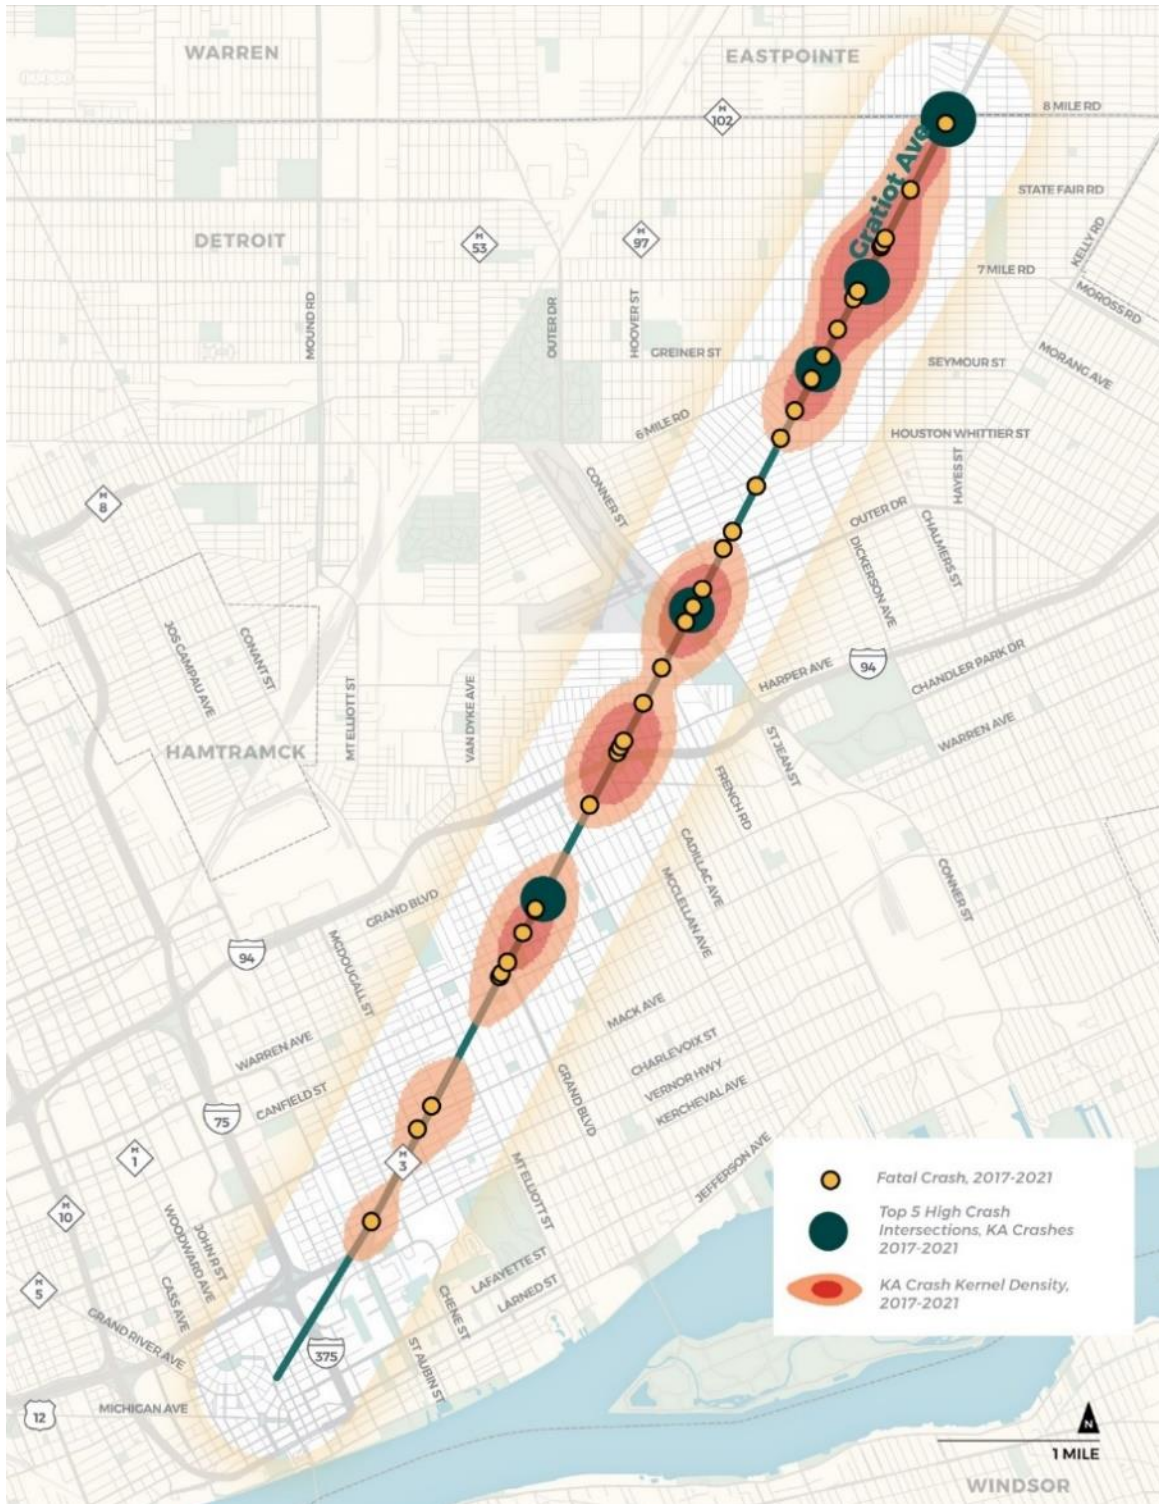 WARREN
EASTPOINTE
8 MILE RD
M
102
Gratiot Ave
STATE FAIR RD
DETROIT
M
53
M
97
KELLY RD
7 MILE RD
MOROSS RD
MOUND RD
OUTER DR
HOOVER ST
GREINER ST
SEYMOUR ST
MORANG AVE
6 MILE RD
HOUSTON WHITTIER ST
HAYES ST
CONNER ST
M
8
OUTER DR
CHALMERS ST
DICKERSON AVE
JOS CAMPAU AVE
CONANT ST
MT ELLIOTT ST
VAN DYKE AVE
HARPER AVE
94
CHANDLER PARK DR
WARREN AVE
HAMTRAMCK
ST JEAN ST
FRENCH RD
CADILLAC AVE
MCCLELLAN AVE
CONNER ST
GRAND BLVD
94
MCDOUGALL ST
MACK AVE
WARREN AVE
CHARLEVOIX ST
VERNOR HWY
KERCHEVAL AVE
CANFIELD ST
75
GRAND BLVD
JEFFERSON AVE
M
1
M
3
MT ELLIOTT ST
M
10
WOODWARD AVE
JOHN R ST
CASS AVE
M
5
GRAND RIVER AVE
LAFAYETTE ST
LARNED ST
CHENE ST
ST AUBIN ST
375
MICHIGAN AVE
12
Fatal Crash, 2017-2021
Top 5 High Crash
Intersections, KA Crashes
2017-2021
KA Crash Kernel Density,
2017-2021
N
1 MILE
WINDSOR